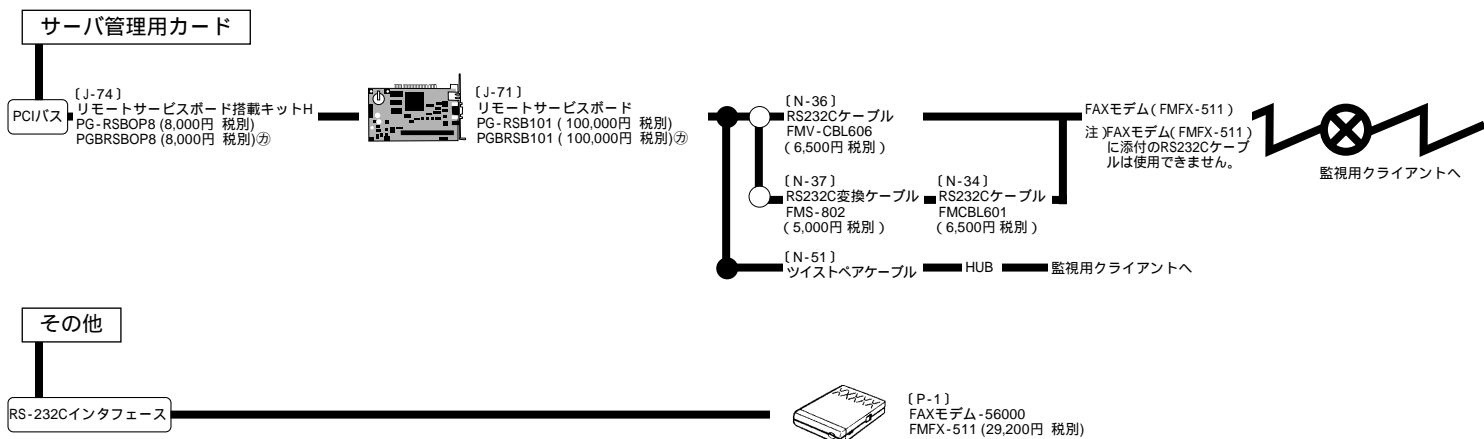 サーバ管理用カード
PCIバス
〔J-74〕
リモートサービスボード搭載キットH
PG-RSBOP8 (8,000円 税別)
PGBRSBOP8 (8,000円 税別)㋕
〔J-71〕
リモートサービスボード
PG-RSB101 ( 100,000円 税別)
PGBRSB101 ( 100,000円 税別)㋕
〔N-36〕
RS232Cケーブル
FMV-CBL606
( 6,500円 税別 )
〔N-37〕
RS232C変換ケーブル
FMS-802
( 5,000円 税別 )
〔N-34〕
RS232Cケーブル
FMCBL601
( 6,500円 税別 )
FAXモデム( FMFX-511 )
注 )FAXモデム( FMFX-511 )
に添付のRS232Cケーブ
ルは使用できません。
監視用クライアントへ
〔N-51〕
ツイストペアケーブル
HUB
監視用クライアントへ
その他
RS-232Cインタフェース
〔P-1〕
FAXモデム-56000
FMFX-511 (29,200円 税別)